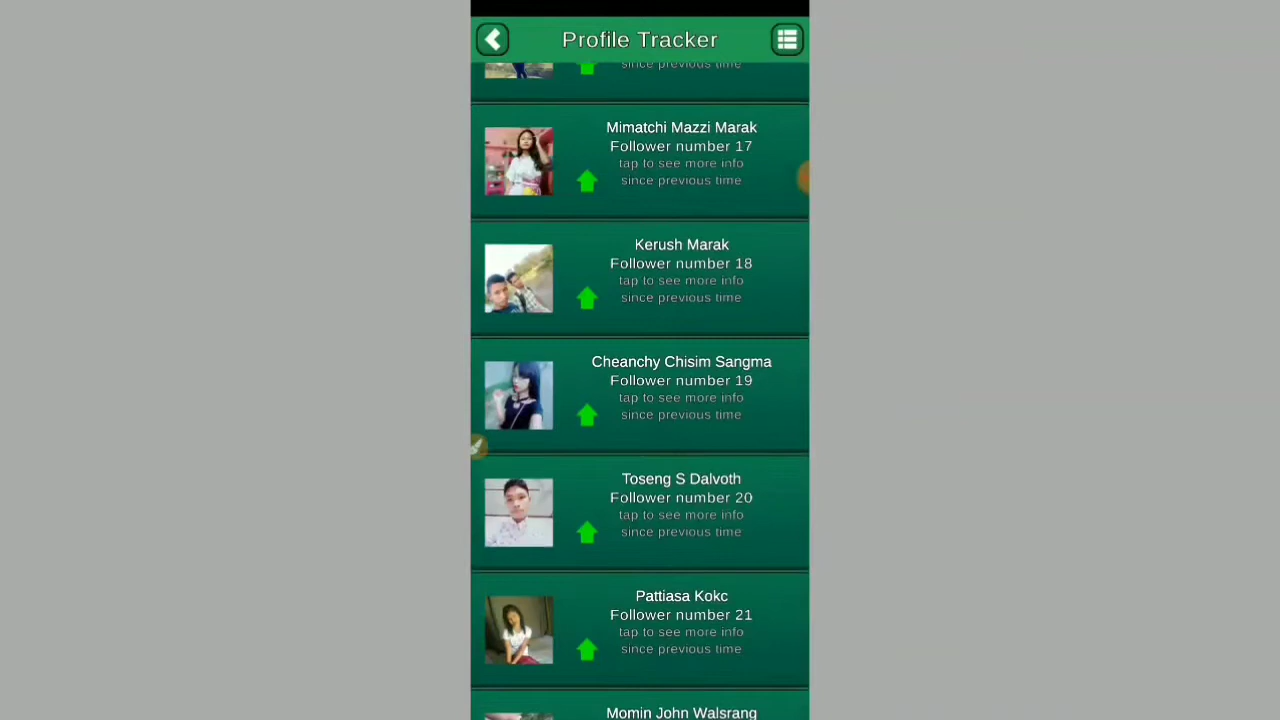 Profile Tracker
since previous time
Mimatchi Mazzi Marak
Follower number 17
tap to see more info
since previous time
Kerush Marak
Follower number 18
tap to see more info
since previous time
Cheanchy Chisim Sangma
Follower number 19
tap to see more info
since previous time
Toseng S Dalvoth
Follower number 20
tap to see more info
since previous time
Pattiasa Kokc
Follower number 21
tap to see more info
since previous time
Momin John Walsrang